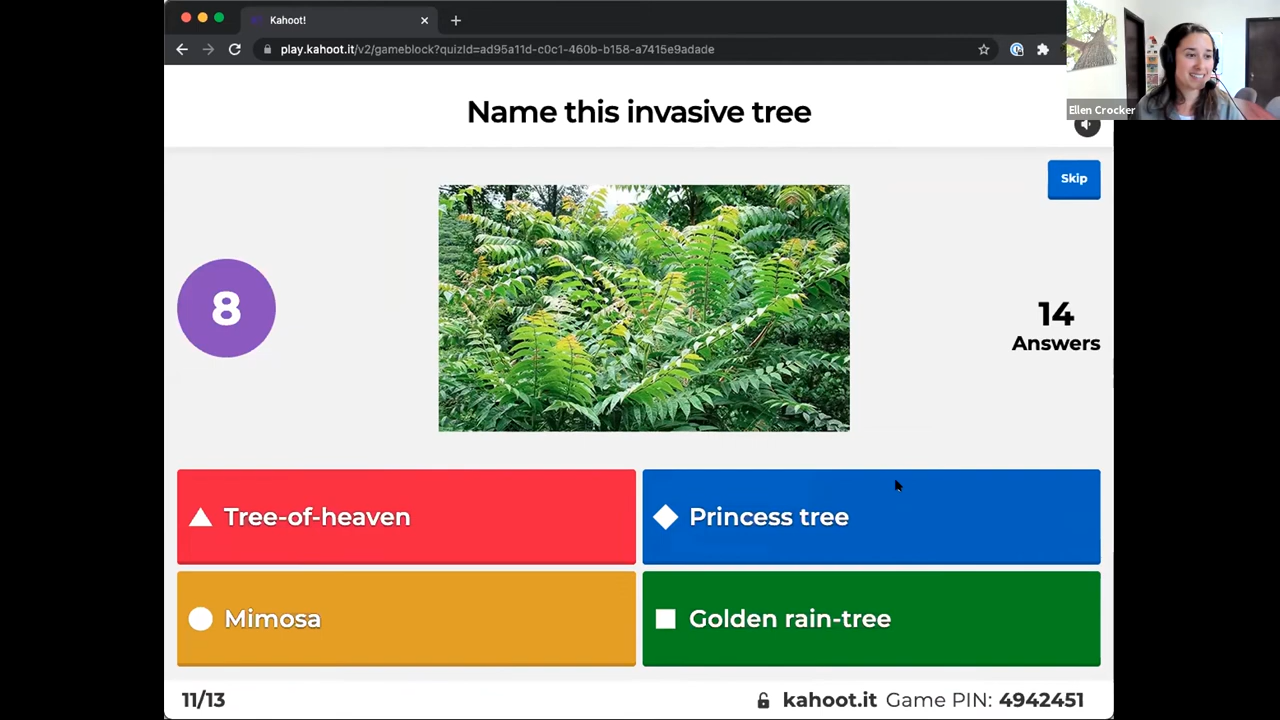 Kahoot!
play.kahoot.it/v2/gameblock?quizId=ad95a11d-c0c1-460b-b158-a7415e9adade
Ellen Crocker
Name this invasive tree
Skip
8
14
Answers
Tree-of-heaven
Princess tree
Mimosa
Golden rain-tree
11/13
kahoot.it Game PIN: 4942451